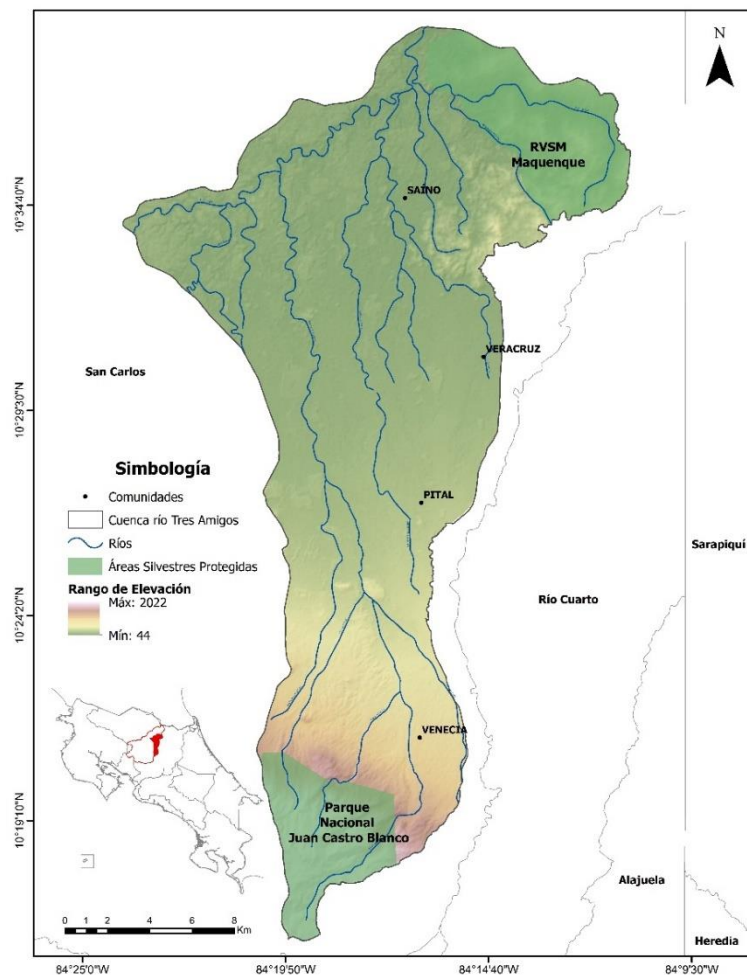 N
RVSM
Maquenque
SAÍNO
VERACRUZ
San Carlos
PITAL
Simbología
Comunidades
Cuenca río Tres Amigos
Ríos
Áreas Silvestres Protegidas
Rango de Elevación
Máx: 2022
Mín: 44
Sarapiquí
Río Cuarto
VENECIA
Parque
Nacional
Juan Castro Blanco
Alajuela
Heredia
0 1 2 4 6 8
Km
10°34'40"N
10°29'30"N
10°24'20"N
10°19'10"N
84°25'0"W
84°19'50"W
84°14'40"W
84°9'30"W